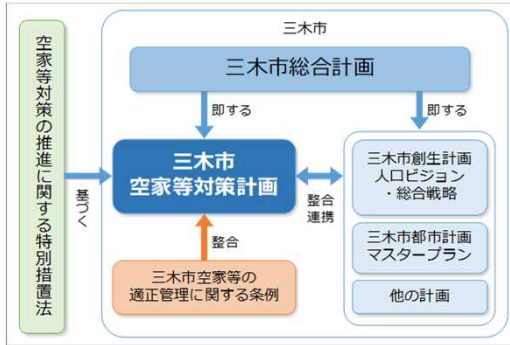 三木市
三木市総合計画
空家等対策の推進に関する特別措置法
即する
即する
基づく
三木市
空家等対策計画
整合
連携
三木市創生計画
人口ビジョン
・総合戦略
三木市都市計画
マスタープラン
他の計画
整合
三木市空家等の
適正管理に関する条例